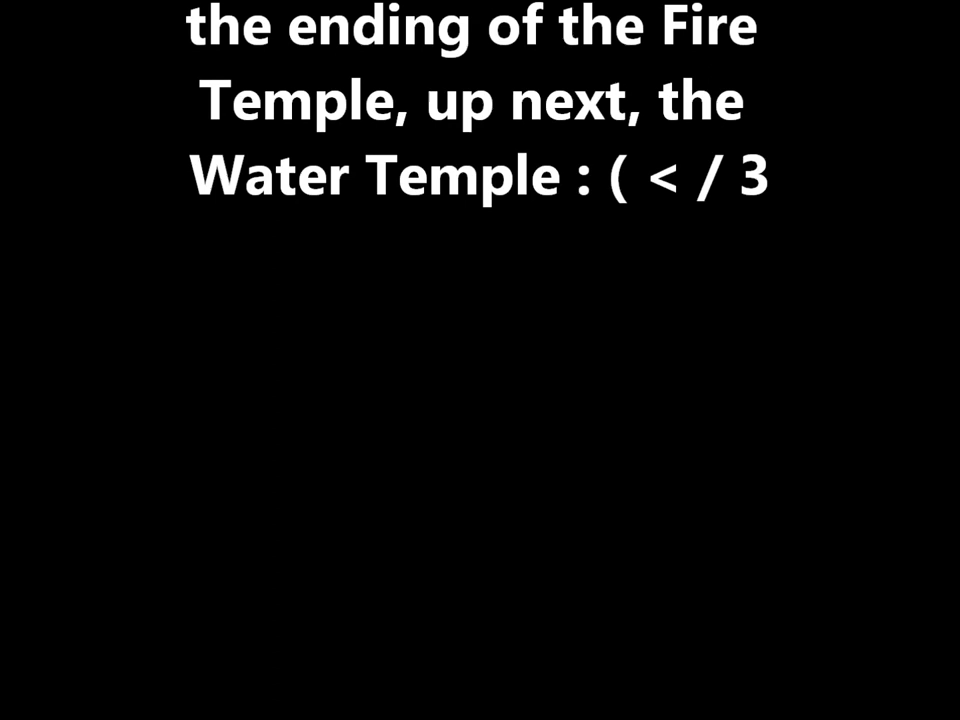 the ending of the Fire
Temple, up next, the
Water Temple : ( < / 3